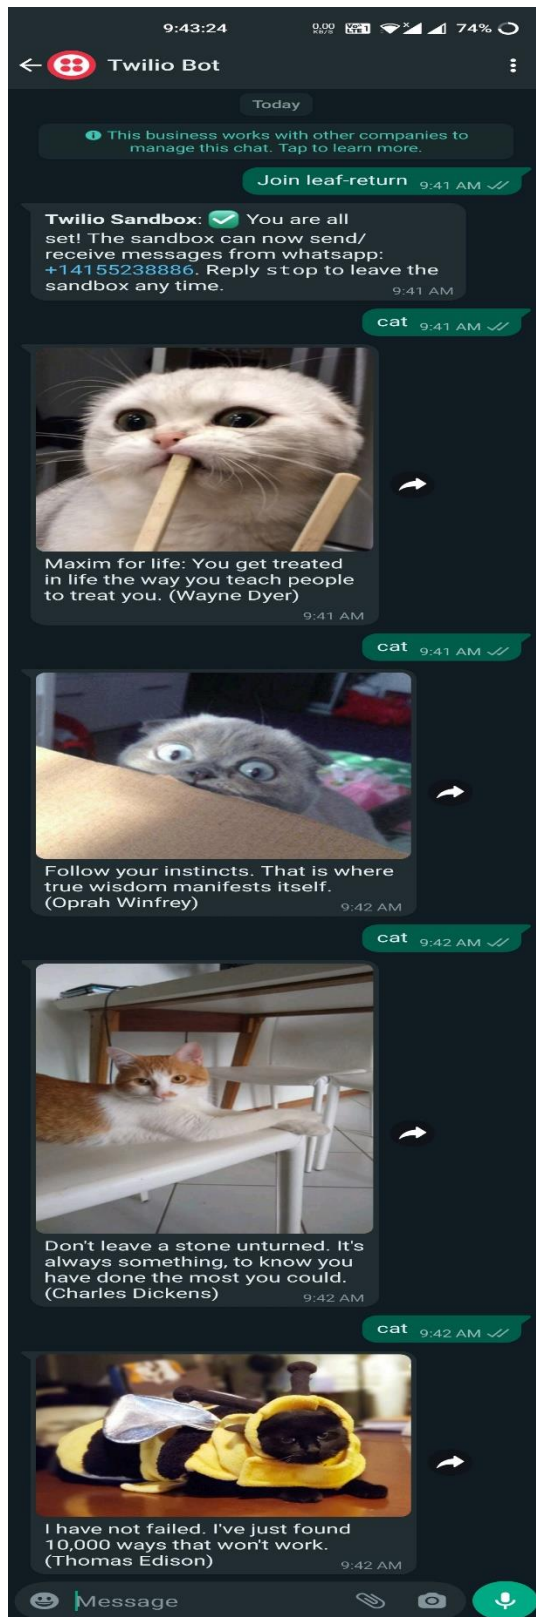 9:43:24 0.00 KB/S 74%
Twilio Bot
Today
This business works with other companies to
manage this chat. Tap to learn more.
Join leaf-return 9:41 AM
Twilio Sandbox: ✅ You are all
set! The sandbox can now send/
receive messages from whatsapp:
+14155238886. Reply stop to leave the
sandbox any time.
9:41 AM
cat 9:41 AM
Maxim for life: You get treated
in life the way you teach people
to treat you. (Wayne Dyer)
9:41 AM
cat 9:41 AM
Follow your instincts. That is where
true wisdom manifests itself.
(Oprah Winfrey)
9:42 AM
cat 9:42 AM
Don't leave a stone unturned. It's
always something, to know you
have done the most you could.
(Charles Dickens)
9:42 AM
cat 9:42 AM
I have not failed. I've just found
10,000 ways that won't work.
(Thomas Edison)
9:42 AM
Message